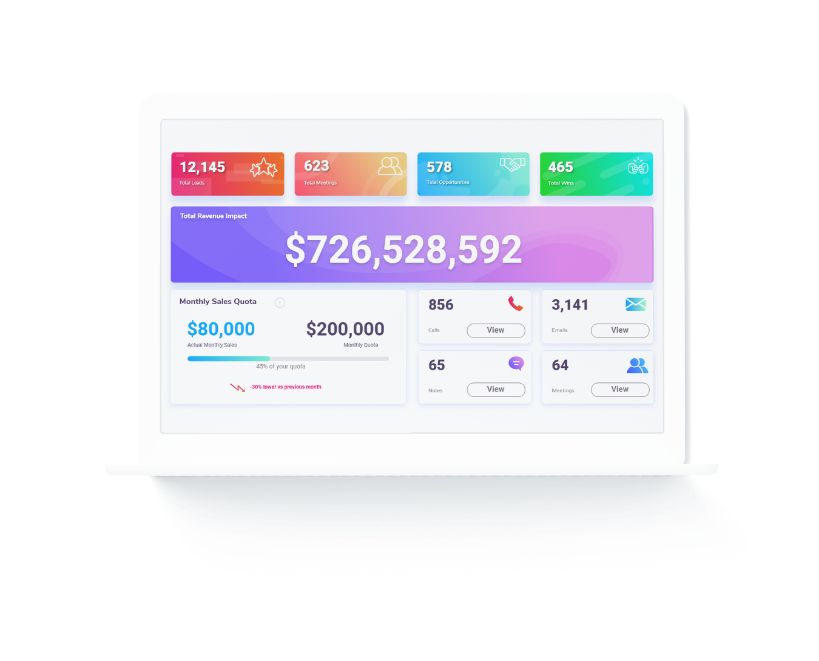 12,145
Total Leads
623
Total Meetings
578
Total Opportunities
465
Total Wins
Total Revenue Impact
$726,528,592
Monthly Sales Quota
$80,000
$200,000
Actual Monthly Sales
Monthly Quota
45% of your quota
-30% lower vs previous month
856
Calls
View
3,141
Emails
View
65
Notes
View
64
Meetings
View